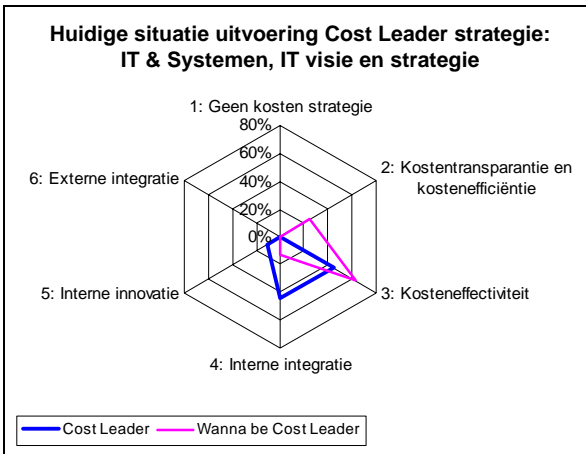 Huidige situatie uitvoering Cost Leader strategie:
IT & Systemen, IT visie en strategie
1: Geen kosten strategie
80%
60%
40%
20%
0%
2: Kostentransparantie en
kostenefficiëntie
3: Kosteneffectiviteit
4: Interne integratie
5: Interne innovatie
6: Externe integratie
Cost Leader
Wanna be Cost Leader